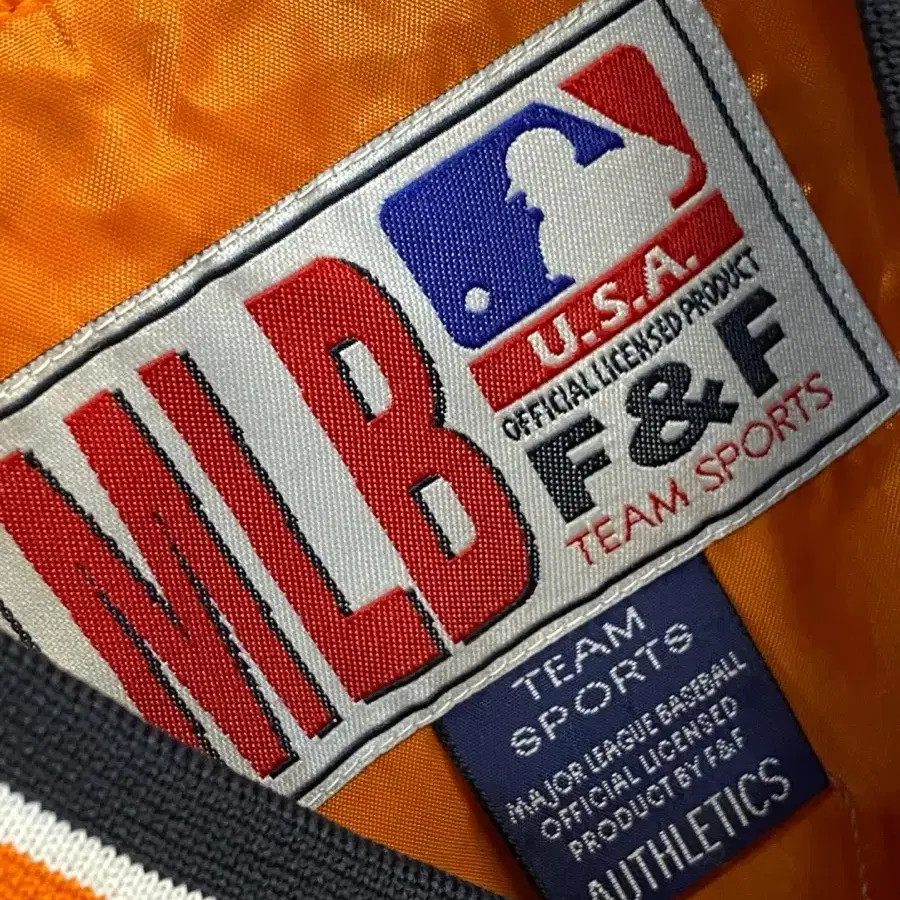 MLB
U.S.A.
OFFICIAL LICENSED PRODUCT
F&F
TEAM SPORTS
TEAM
SPORTS
MAJOR LEAGUE BASEBALL
OFFICIAL LICENSED
PRODUCT BY F&F
AUTHLETICS